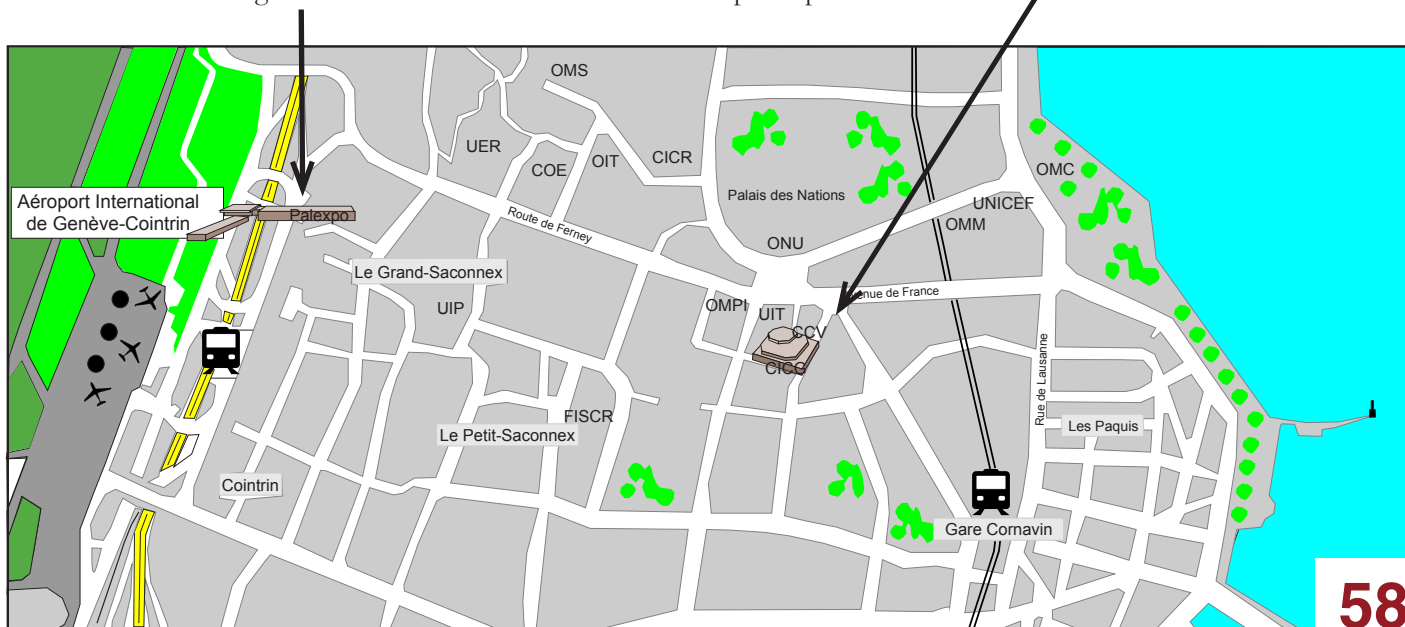 OMS
UER
COE
OIT
CICR
OMC
Palais des Nations
UNICEF
OMM
Aéroport International
de Genève-Cointrin
Palexpo
Route de Ferney
ONU
Le Grand-Saconnex
UIP
OMPI
UIT
CCV
CICG
enue de France
Rue de Lausanne
FISCR
Le Petit-Saconnex
Les Paquis
Cointrin
Gare Cornavin
58